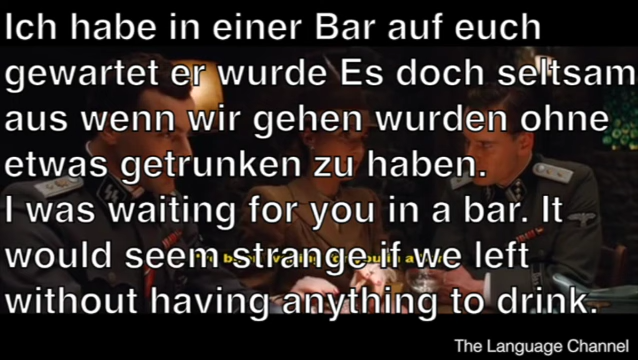 Ich habe in einer Bar auf euch
gewartet er wurde Es doch seltsam
aus wenn wir gehen wurden ohne
etwas getrunken zu haben.
I was waiting for you in a bar. It
would seem strange if we left
without having anything to drink.
The Language Channel